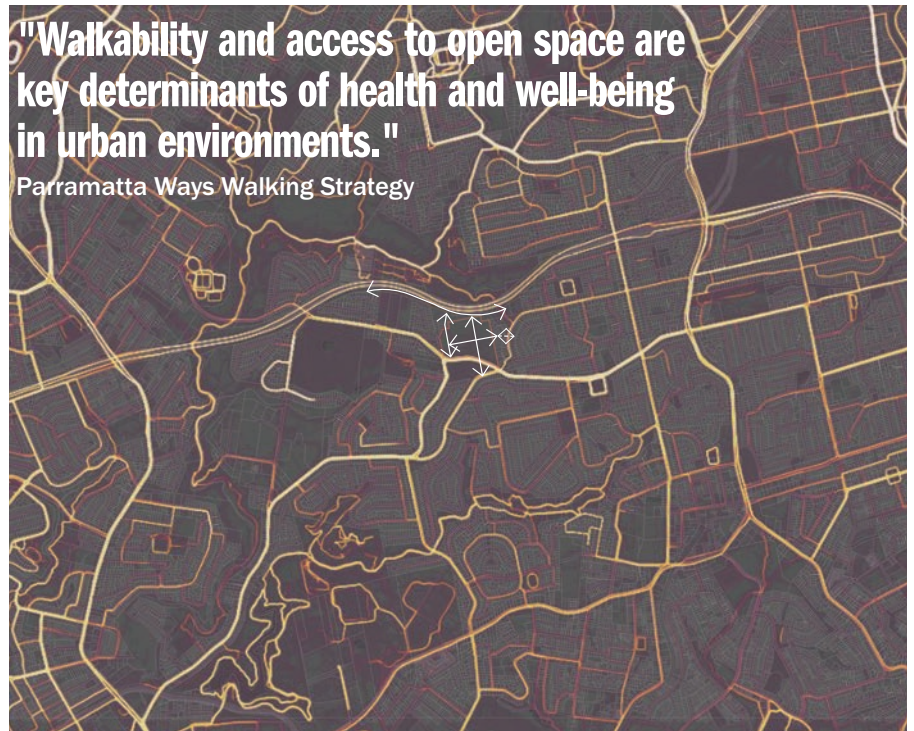 "Walkability and access to open space are
key determinants of health and well-being
in urban environments."
Parramatta Ways Walking Strategy